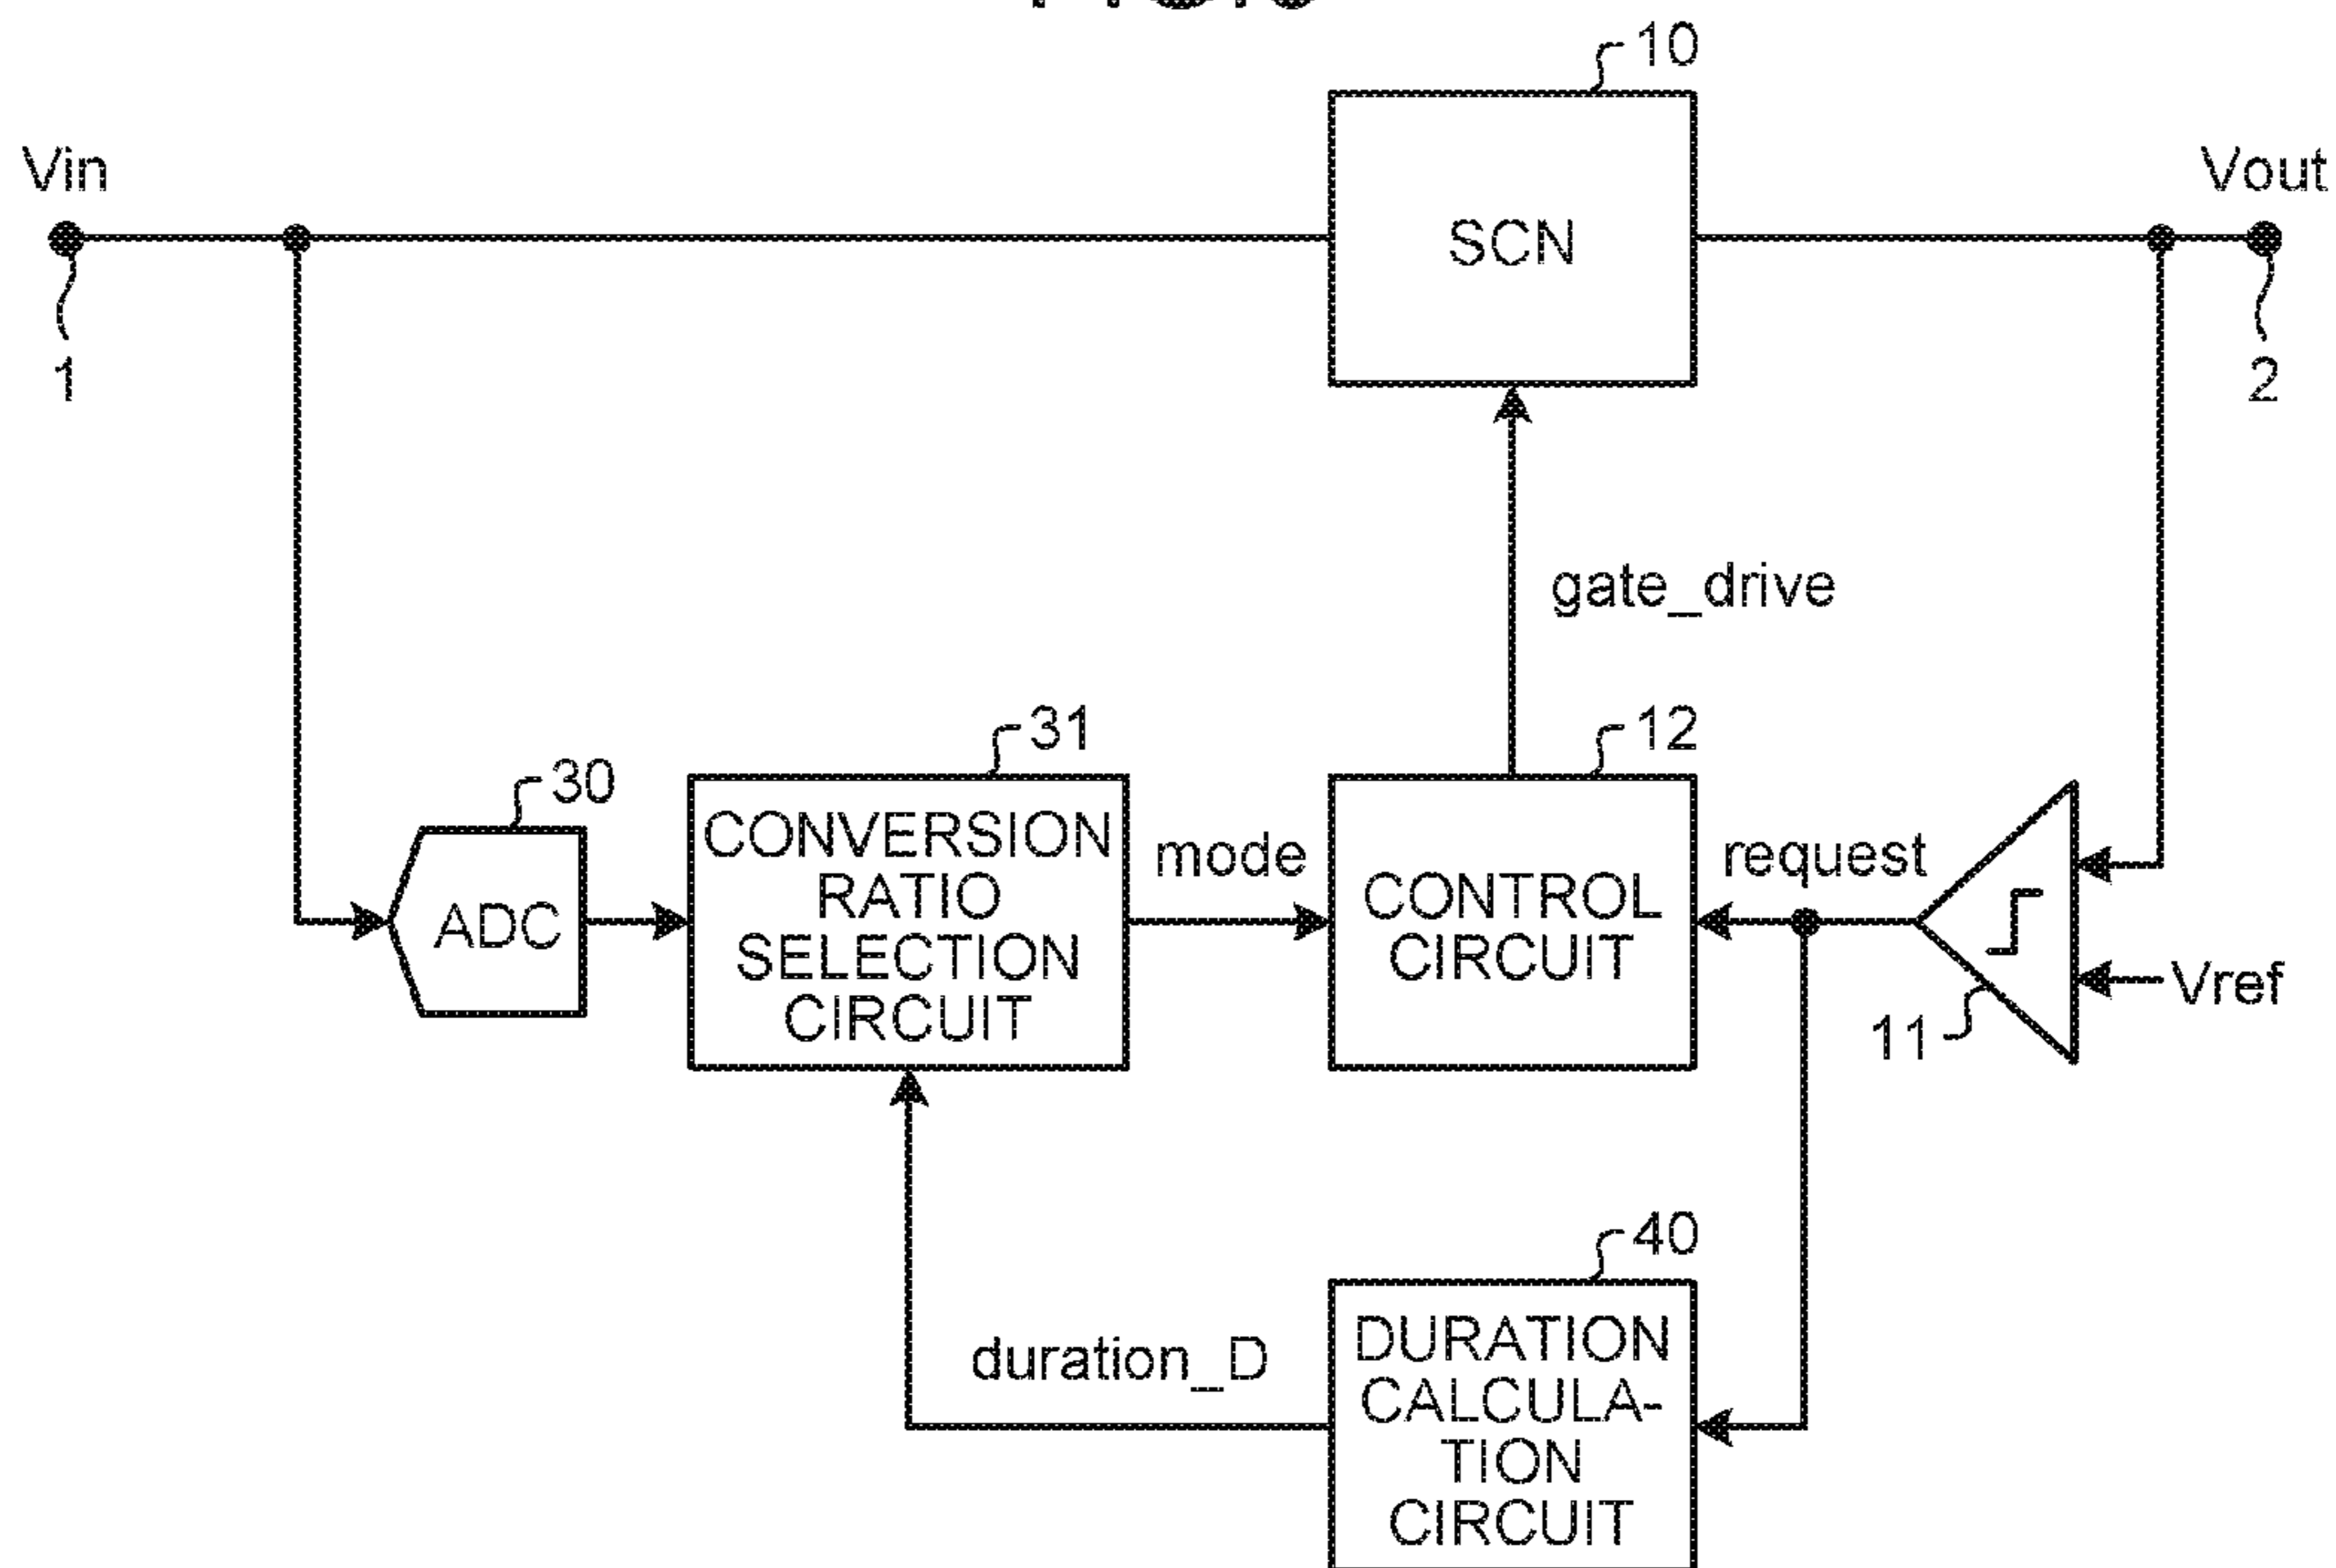 10
Vin
Vout
SCN
1
2
gate_drive
31
12
30
CONVERSION
RATIO
SELECTION
CIRCUIT
mode
CONTROL
CIRCUIT
request
ADC
Vref
11
40
duration_D
DURATION
CALCULA-
TION
CIRCUIT